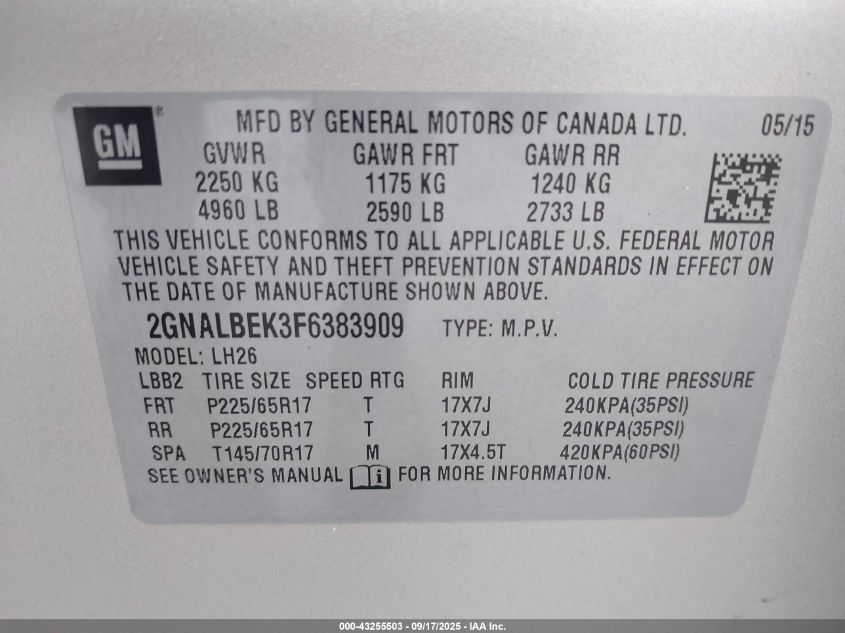 GM ®
MFD BY GENERAL MOTORS OF CANADA LTD. 05/15
GVWR GAWR FRT GAWR RR
2250 KG 1175 KG 1240 KG
4960 LB 2590 LB 2733 LB
THIS VEHICLE CONFORMS TO ALL APPLICABLE U.S. FEDERAL MOTOR
VEHICLE SAFETY AND THEFT PREVENTION STANDARDS IN EFFECT ON
THE DATE OF MANUFACTURE SHOWN ABOVE.
2GNALBEK3F6383909 TYPE: M.P.V.
MODEL: LH26
LBB2 TIRE SIZE SPEED RTG RIM COLD TIRE PRESSURE
FRT P225/65R17 T 17X7J 240KPA(35PSI)
RR P225/65R17 T 17X7J 240KPA(35PSI)
SPA T145/70R17 M 17X4.5T 420KPA(60PSI)
SEE OWNER'S MANUAL i FOR MORE INFORMATION.
000-43255503 - 09/17/2025 - IAA Inc.